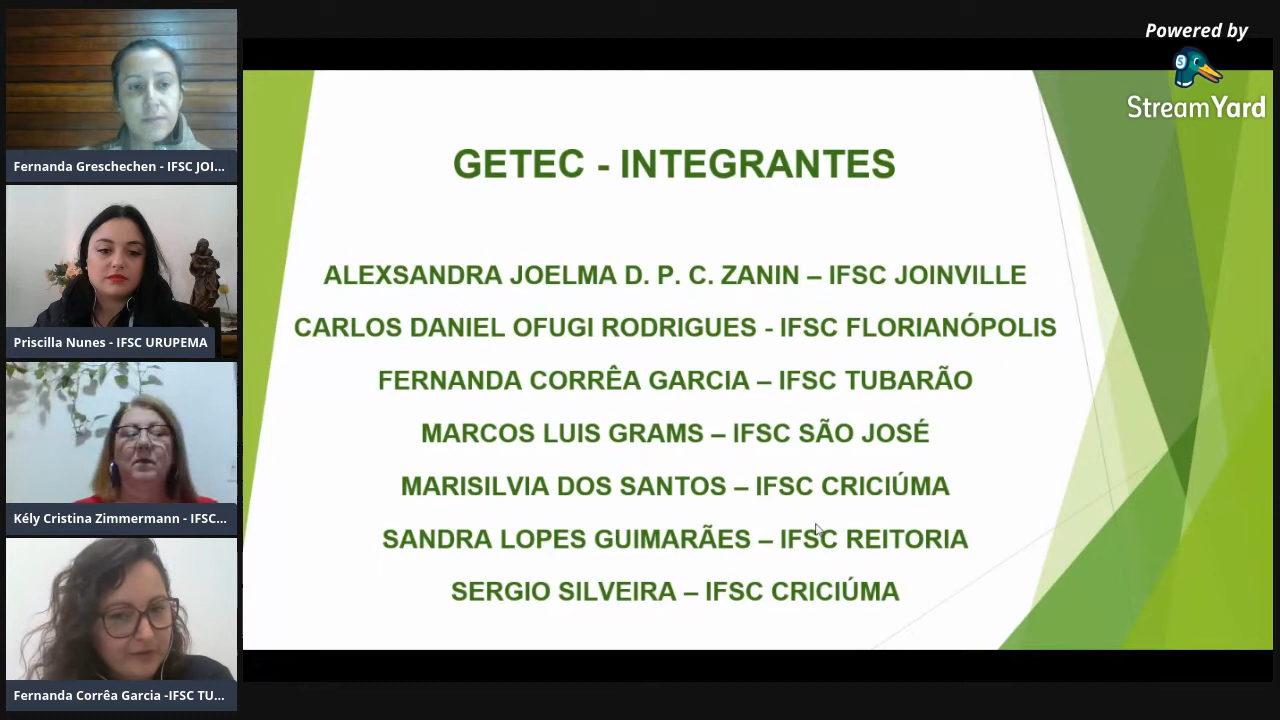 Powered by
StreamYard
Fernanda Greschechen - IFSC JOI...
Priscilla Nunes - IFSC URUPEMA
Kély Cristina Zimmermann - IFSC...
Fernanda Corrêa Garcia -IFSC TU...
GETEC - INTEGRANTES
ALEXSANDRA JOELMA D. P. C. ZANIN – IFSC JOINVILLE
CARLOS DANIEL OFUGI RODRIGUES - IFSC FLORIANÓPOLIS
FERNANDA CORRÊA GARCIA – IFSC TUBARÃO
MARCOS LUIS GRAMS – IFSC SÃO JOSÉ
MARISILVIA DOS SANTOS – IFSC CRICIÚMA
SANDRA LOPES GUIMARÃES – IFSC REITORIA
SERGIO SILVEIRA – IFSC CRICIÚMA